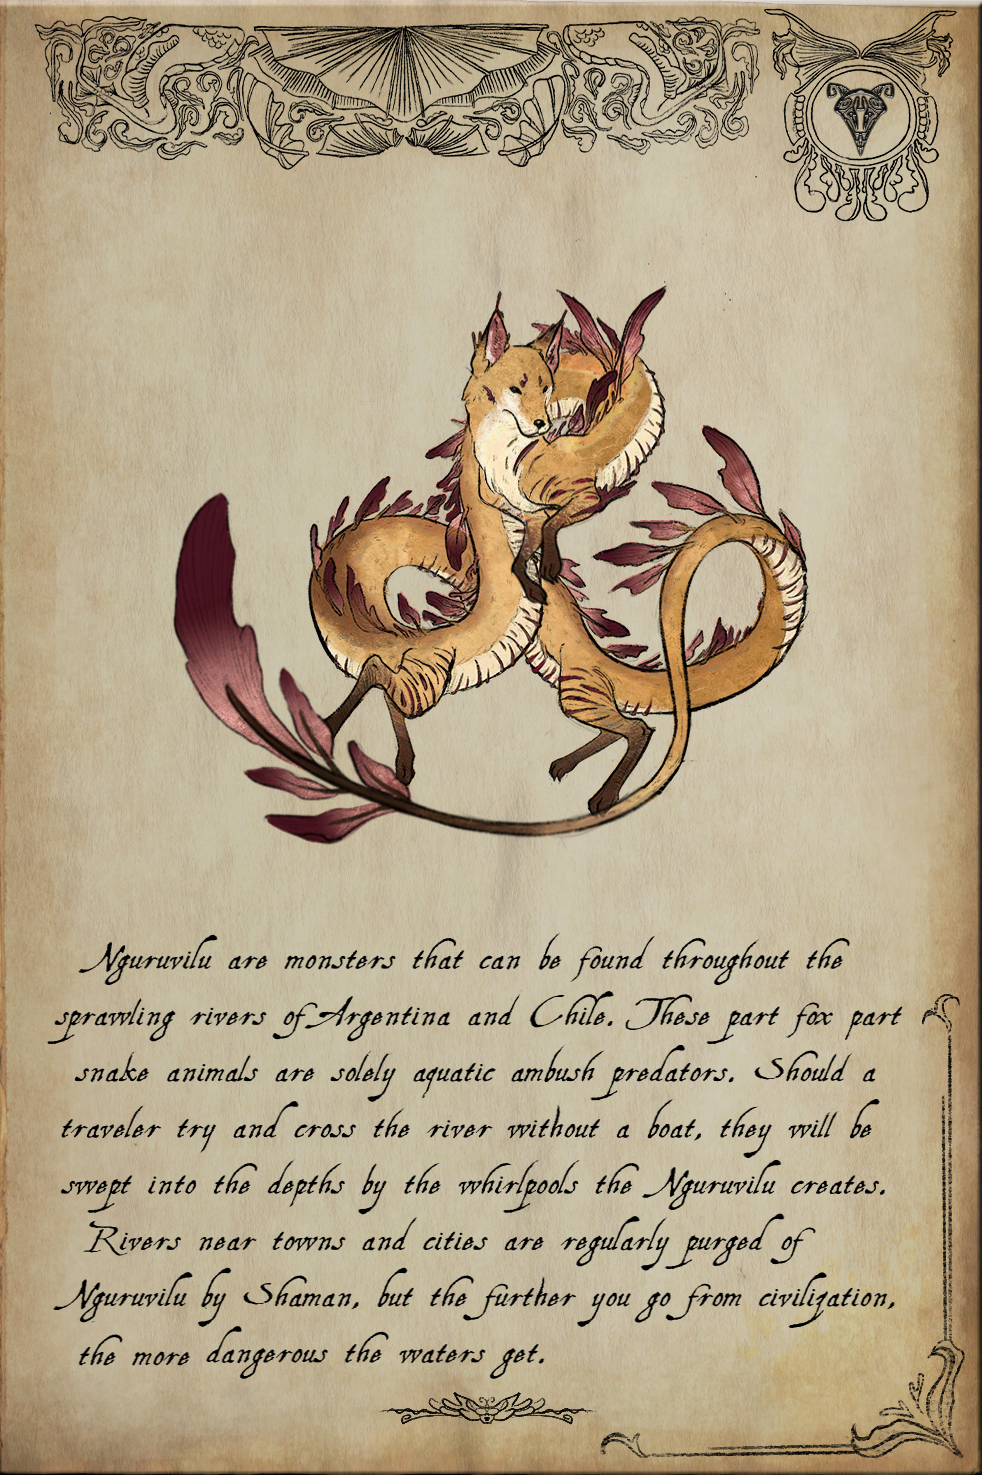 Nguruvilu are monsters that can be found throughout the
sprawling rivers of Argentina and Chile. These part fox part
snake animals are solely aquatic ambush predators. Should a
traveler try and cross the river without a boat, they will be
swept into the depths by the whirlpools the Nguruvilu creates.
Rivers near towns and cities are regularly purged of
Nguruvilu by Shaman, but the further you go from civilization,
the more dangerous the waters get.